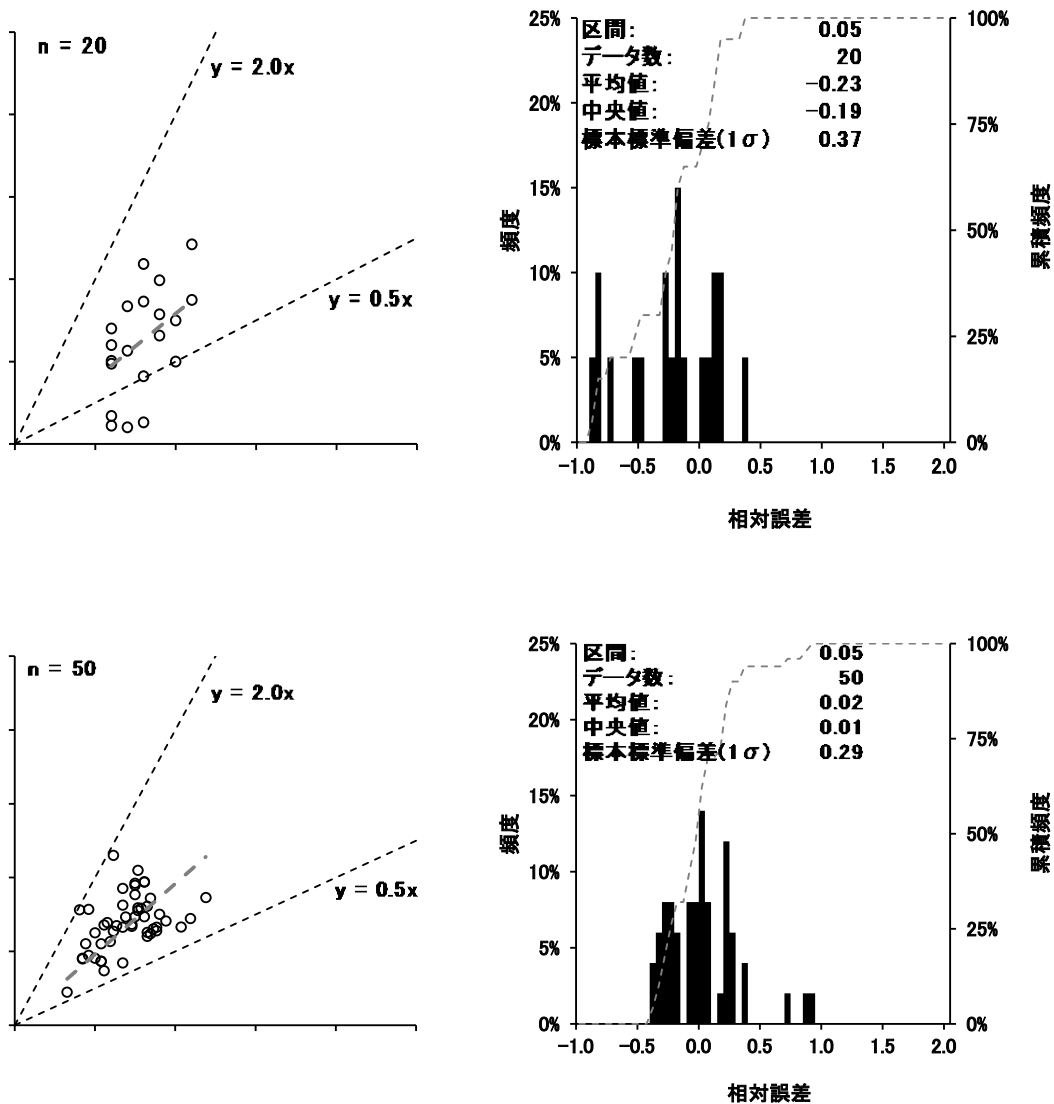 n = 20
y = 2.0x
y = 0.5x
25%
20%
15%
10%
5%
0%
頻度
区間: 0.05
データ数: 20
平均値: -0.23
中央値: -0.19
標本標準偏差(1σ) 0.37
100%
75%
50%
25%
0%
累積頻度
-1.0 -0.5 0.0 0.5 1.0 1.5 2.0
相対誤差
n = 50
y = 2.0x
y = 0.5x
25%
20%
15%
10%
5%
0%
頻度
区間: 0.05
データ数: 50
平均値: 0.02
中央値: 0.01
標本標準偏差(1σ) 0.29
100%
75%
50%
25%
0%
累積頻度
-1.0 -0.5 0.0 0.5 1.0 1.5 2.0
相対誤差